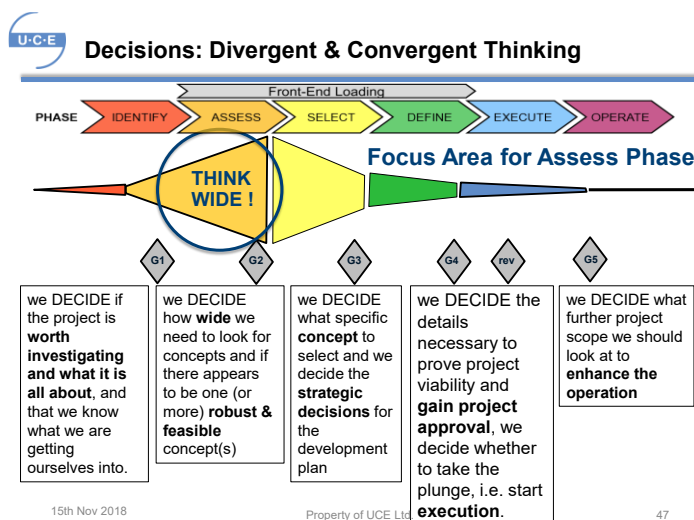 U·C·E
Decisions: Divergent & Convergent Thinking
Front-End Loading
PHASE IDENTIFY ASSESS SELECT DEFINE EXECUTE OPERATE
Focus Area for Assess Phase
THINK
WIDE !
G1 G2 G3 G4 rev G5
we DECIDE if
the project is
worth
investigating
and what it is
all about, and
that we know
what we are
getting
ourselves into.
we DECIDE
how wide we
need to look for
concepts and if
there appears
to be one (or
more) robust &
feasible
concept(s)
we DECIDE
what specific
concept to
select and we
decide the
strategic
decisions for
the
development
plan
we DECIDE the
details
necessary to
prove project
viability and
gain project
approval, we
decide whether
to take the
plunge, i.e. start
execution.
we DECIDE what
further project
scope we should
look at to
enhance the
operation
15th Nov 2018
Property of UCE Ltd
47